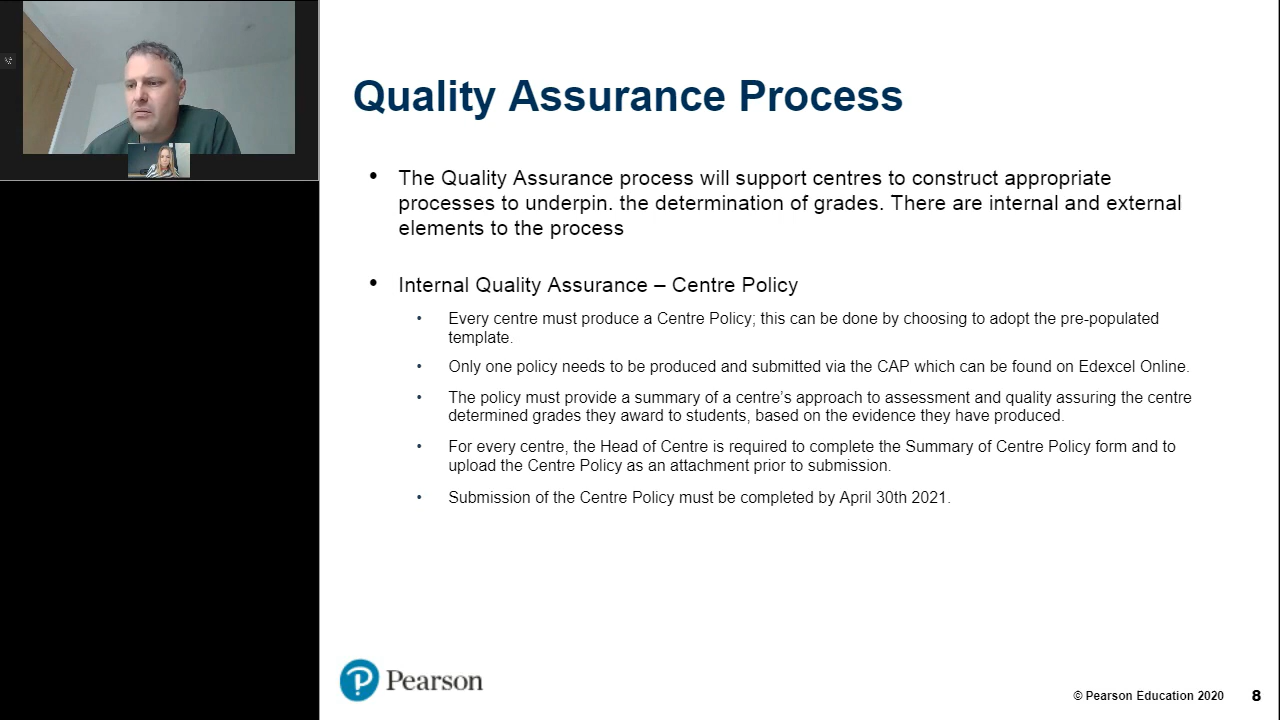 Quality Assurance Process
• The Quality Assurance process will support centres to construct appropriate
processes to underpin. the determination of grades. There are internal and external
elements to the process
• Internal Quality Assurance – Centre Policy
• Every centre must produce a Centre Policy; this can be done by choosing to adopt the pre-populated
template.
• Only one policy needs to be produced and submitted via the CAP which can be found on Edexcel Online.
• The policy must provide a summary of a centre’s approach to assessment and quality assuring the centre
determined grades they award to students, based on the evidence they have produced.
• For every centre, the Head of Centre is required to complete the Summary of Centre Policy form and to
upload the Centre Policy as an attachment prior to submission.
• Submission of the Centre Policy must be completed by April 30th 2021.
Pearson
© Pearson Education 2020 8